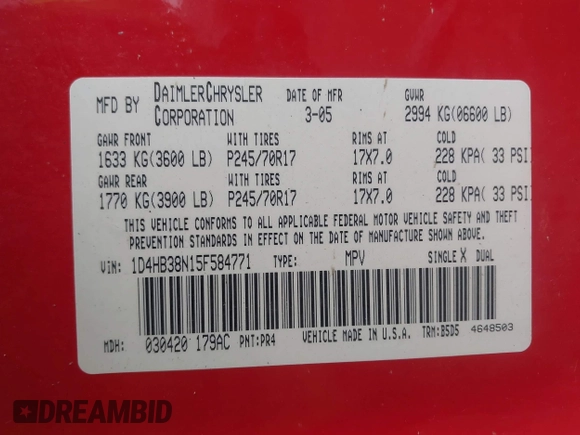 MFD BY DAIMLERCHRYSLER CORPORATION DATE OF MFR 3-05 GVWR 2994 KG(06600 LB)
GAWR FRONT WITH TIRES RIMS AT COLD
1633 KG(3600 LB) P245/70R17 17X7.0 228 KPA( 33 PSI)
GAWR REAR WITH TIRES RIMS AT COLD
1770 KG(3900 LB) P245/70R17 17X7.0 228 KPA( 33 PSI)
THIS VEHICLE CONFORMS TO ALL APPLICABLE FEDERAL MOTOR VEHICLE SAFETY AND THEFT
PREVENTION STANDARDS IN EFFECT ON THE DATE OF MANUFACTURE SHOWN ABOVE.
VIN: 1D4HB38N15F584771 TYPE: MPV SINGLE X DUAL
MDH: 030420 179AC PNT:PR4 VEHICLE MADE IN U.S.A. TRM:B5D5 4648503
DREAMBID